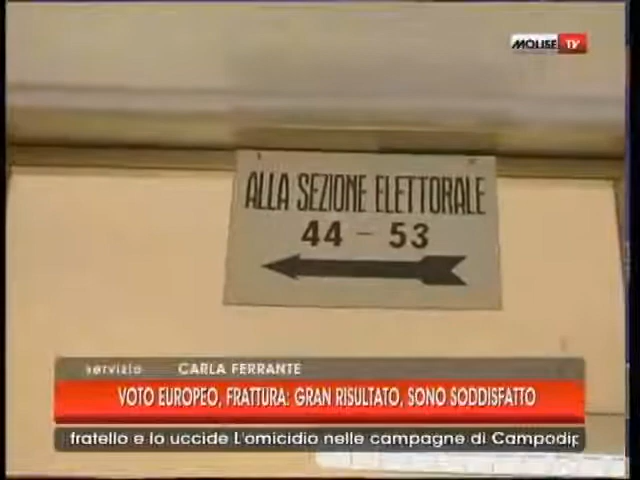 MOLISE TV
ALLA SEZIONE ELETTORALE
44 - 53
servizio CARLA FERRANTE
VOTO EUROPEO, FRATTURA: GRAN RISULTATO, SONO SODDISFATTO
fratello e lo uccide L'omicidio nelle campagne di Campodip